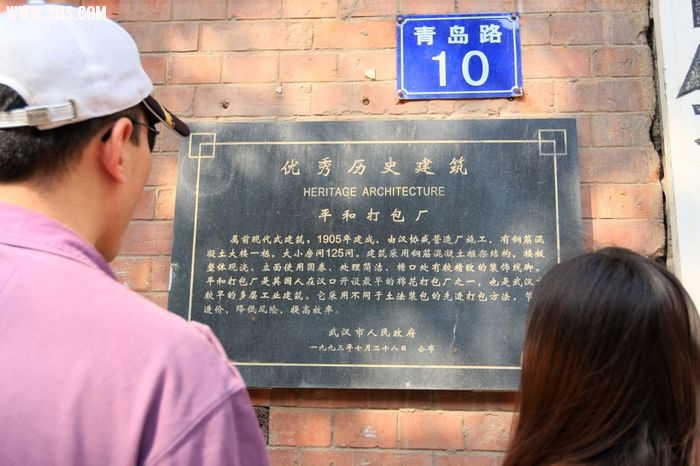 青岛路
10
优秀历史建筑
HERITAGE ARCHITECTURE
平和打包厂
属前现代式建筑，1905年建成，由汉协盛营造厂施工，有钢筋混
凝土大楼一栋，大小房间125间。建筑采用钢筋混凝土框架结构，楼板
整体现浇。立面使用圆券，处理简洁，檐口处有较精致的装饰线脚。
平和打包厂是英国人在汉口开设最早的棉花打包厂之一，也是武汉
较早的多层工业建筑。它采用不同于土法装包的先进打包方法，节
造价，降低风险，提高效率。
武汉市人民政府
一九九三年七月二十八日 公布